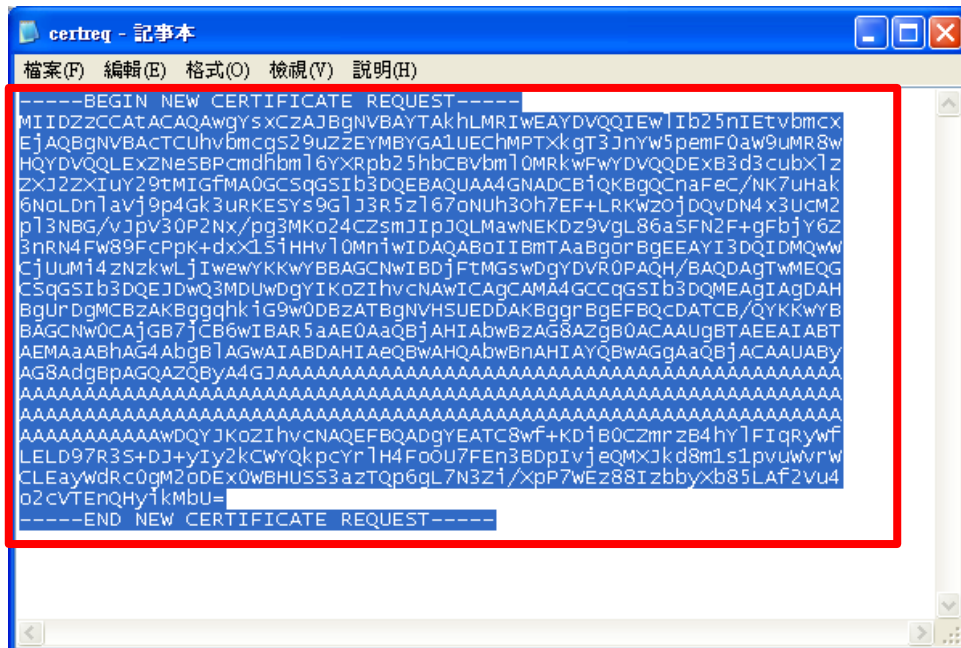 certreq - 記事本
檔案(F) 編輯(E) 格式(O) 檢視(V) 說明(H)
-----BEGIN NEW CERTIFICATE REQUEST-----
MIIDZzCCAtACAQAwgYsxCzAJBgNVBAYTAkhLMRIwEAYDVQQIEwlIb25nIEtvbmcx
EjAQBgNVBAcTCUhvbmcgS29uZzEYMBYGA1UEChMPTXkgT3JnYW5pemF0aW9uMR8w
HQYDVQQLExZNeSBPcmdhbml6YXRpb25hbCBVbml0MRkwFwYDVQQDExB3d3cubXlz
ZXJ2ZXIuY29tMIGfMA0GCSqGSIb3DQEBAQUAA4GNADCBiQKBgQCnaFeC/NK7uHak
6NoLDnlaVj9p4Gk3uRKESYs9GlJ3R5zl67oNUh3Oh7EF+LRKWzOjDQvDN4x3UcM2
pl3NBG/vJpV30P2Nx/pg3MKo24CZsmJIpJQLMawNEKDz9VgL86aSFN2F+gFbjY6Z
3nRN4FW89FcPpK+dxX1SiHHvl0MniwIDAQABoIIBmTAaBgorBgEEAYI3DQIDMQwW
CjUuMi4zNzkwLjIwewYKKwYBBAGCNwIBDjFtMGswDgYDVR0PAQH/BAQDAgTwMEQG
CSqGSIb3DQEJDwQ3MDUwDgYIKoZIhvcNAwICAgCAMA4GCCqGSIb3DQMEAgIAgDAH
BgUrDgMCBzAKBggqhkiG9w0DBzATBgNVHSUEDDAKBggrBgEFBQcDATCB/QYKKwYB
BAGCNw0CAjGB7jCB6wIBAR5aAE0AaQBjAHIAbwBzAG8AZgB0ACAAUgBTAEEAIABT
AEMAaABhAG4AbgBlAGwAIABDAHIAeQBwAHQAbwBnAHIAYQBwAGgAaQBjACAAUABy
AG8AdgBpAGQAZQByA4GJAAAAAAAAAAAAAAAAAAAAAAAAAAAAAAAAAAAAAAAAAAAA
AAAAAAAAAAAAAAAAAAAAAAAAAAAAAAAAAAAAAAAAAAAAAAAAAAAAAAAAAAAAAAAA
AAAAAAAAAAAAAAAAAAAAAAAAAAAAAAAAAAAAAAAAAAAAAAAAAAAAAAAAAAAAAAAA
AAAAAAAAAAAAwDQYJKoZIhvcNAQEFBQADgYEATC8wf+KDjB0CZmrzB4hYlFIqRywf
LELD97R3S+DJ+yIy2kCWYQkpcYrlH4FoOU7FEn3BDpIvjeQMXJkd8m1s1pvuWvrW
CLEaywdRc0gM2oDEx0WBHUSS3azTQp6gL7N3Zi/XpP7WEz88IzbbyXb85LAf2Vu4
o2cVTEnQHyikMbU=
-----END NEW CERTIFICATE REQUEST-----